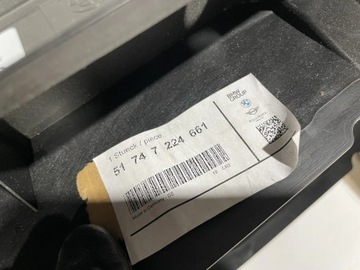 BMW
GROUP
1 Stueck / piece
51 74 7 224 661